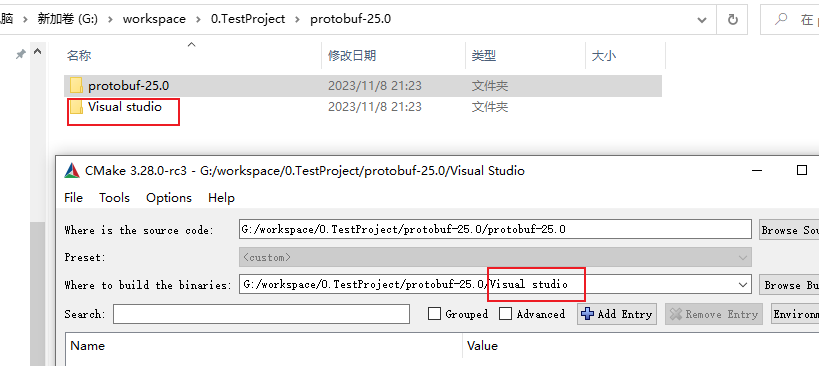 脑 › 新加卷 (G:) › workspace › 0.TestProject › protobuf-25.0
在
名称 修改日期 类型 大小
protobuf-25.0 2023/11/8 21:23 文件夹
Visual studio 2023/11/8 21:23 文件夹
CMake 3.28.0-rc3 - G:/workspace/0.TestProject/protobuf-25.0/Visual Studio
File Tools Options Help
Where is the source code: G:/workspace/0.TestProject/protobuf-25.0/protobuf-25.0 Browse Sou
Preset: <custom>
Where to build the binaries: G:/workspace/0.TestProject/protobuf-25.0/Visual studio Browse Bu
Search: Grouped Advanced Add Entry Remove Entry Environm
Name Value